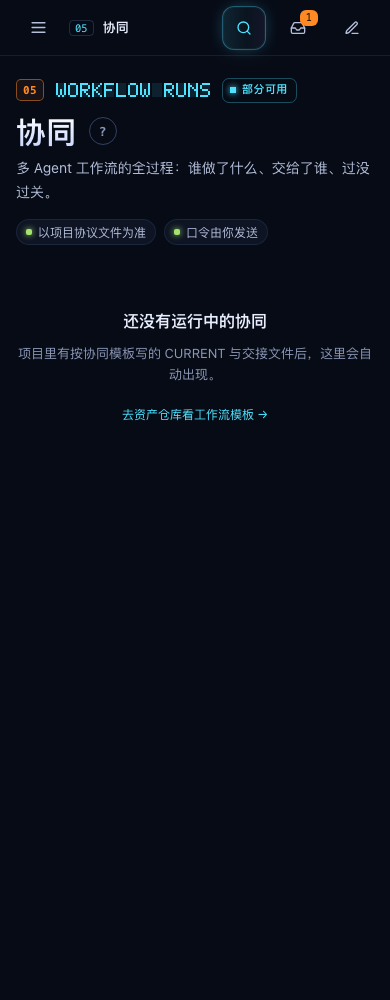 05 协同 1
05 WORKFLOW RUNS 部分可用
协同 ?
多 Agent 工作流的全过程：谁做了什么、交给了谁、过没
过关。
以项目协议文件为准 口令由你发送
还没有运行中的协同
项目里有按协同模板写的 CURRENT 与交接文件后，这里会自
动出现。
去资产仓库看工作流模板 →